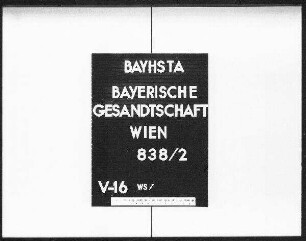 BAYHSTA
BAYERISCHE
GESANDTSCHAFT
WIEN
838/2
V-16 WS/